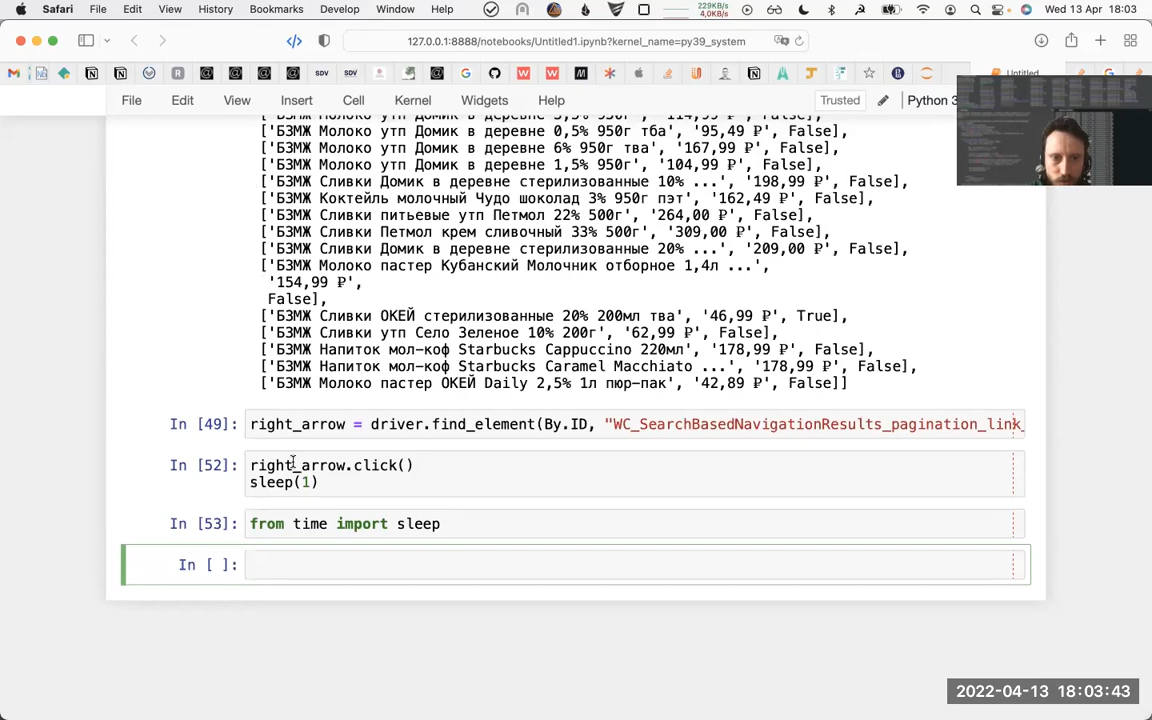 Safari File Edit View History Bookmarks Develop Window Help 229KB/ 4,0KB/ Wed 13 Apr 18:03
127.0.0.1:8888/notebooks/Untitled1.ipynb?kernel_name=py39_system
SDV SDV Untitled
File Edit View Insert Cell Kernel Widgets Help Trusted Python 3
['БЗМЖ Молоко утп Домик в деревне 0,5% 950г тба', '95,49 ₽', False],
['БЗМЖ Молоко утп Домик в деревне 6% 950г тва', '167,99 ₽', False],
['БЗМЖ Молоко утп Домик в деревне 1,5% 950г', '104,99 ₽', False],
['БЗМЖ Сливки Домик в деревне стерилизованные 10% ...', '198,99 ₽', False],
['БЗМЖ Коктейль молочный Чудо шоколад 3% 950г пэт', '162,49 ₽', False],
['БЗМЖ Сливки питьевые утп Петмол 22% 500г', '264,00 ₽', False],
['БЗМЖ Сливки Петмол крем сливочный 33% 500г', '309,00 ₽', False],
['БЗМЖ Сливки Домик в деревне стерилизованные 20% ...', '209,00 ₽', False],
['БЗМЖ Молоко пастер Кубанский Молочник отборное 1,4л ...',
'154,99 ₽',
False],
['БЗМЖ Сливки ОКЕЙ стерилизованные 20% 200мл тва', '46,99 ₽', True],
['БЗМЖ Сливки утп Село Зеленое 10% 200г', '62,99 ₽', False],
['БЗМЖ Напиток мол-коф Starbucks Cappuccino 220мл', '178,99 ₽', False],
['БЗМЖ Напиток мол-коф Starbucks Caramel Macchiato ...', '178,99 ₽', False],
['БЗМЖ Молоко пастер ОКЕЙ Daily 2,5% 1л пюр-пак', '42,89 ₽', False]]
In [49]: right_arrow = driver.find_element(By.ID, "WC_SearchBasedNavigationResults_pagination_link_
In [52]: right_arrow.click()
sleep(1)
In [53]: from time import sleep
In [ ]:
2022-04-13 18:03:43